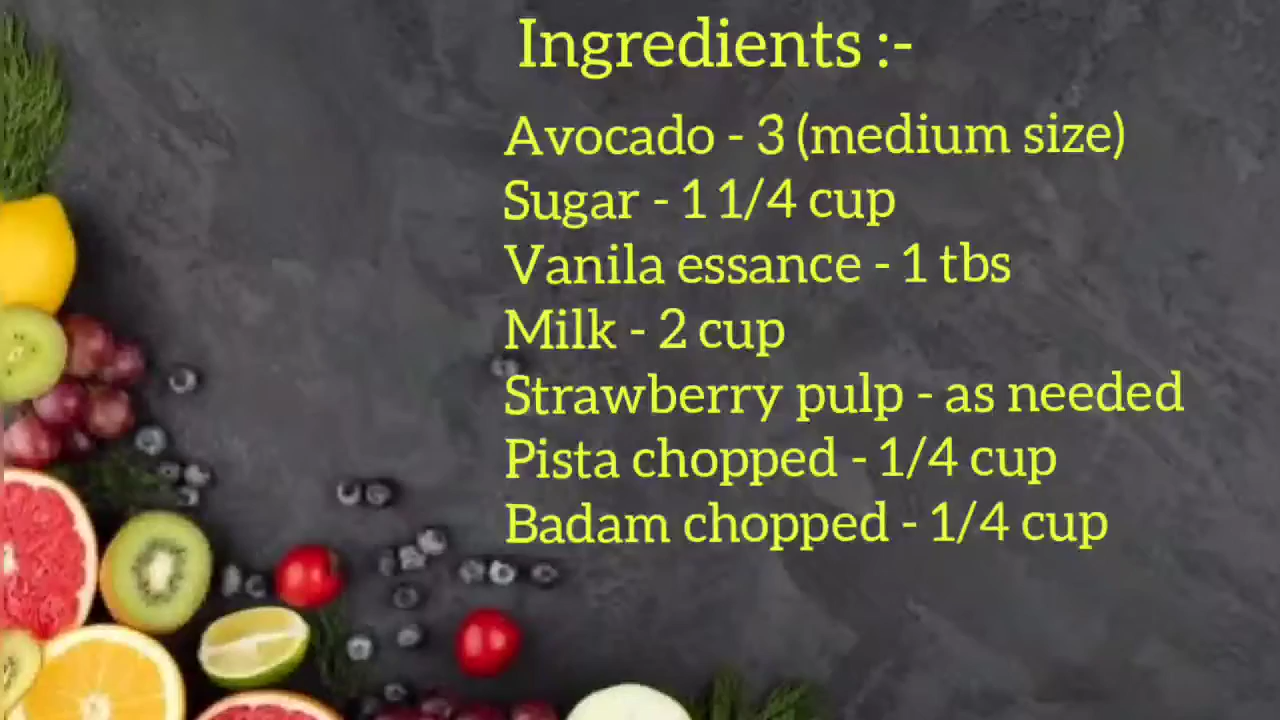 Ingredients :-
Avocado - 3 (medium size)
Sugar - 1 1/4 cup
Vanila essance - 1 tbs
Milk - 2 cup
Strawberry pulp - as needed
Pista chopped - 1/4 cup
Badam chopped - 1/4 cup